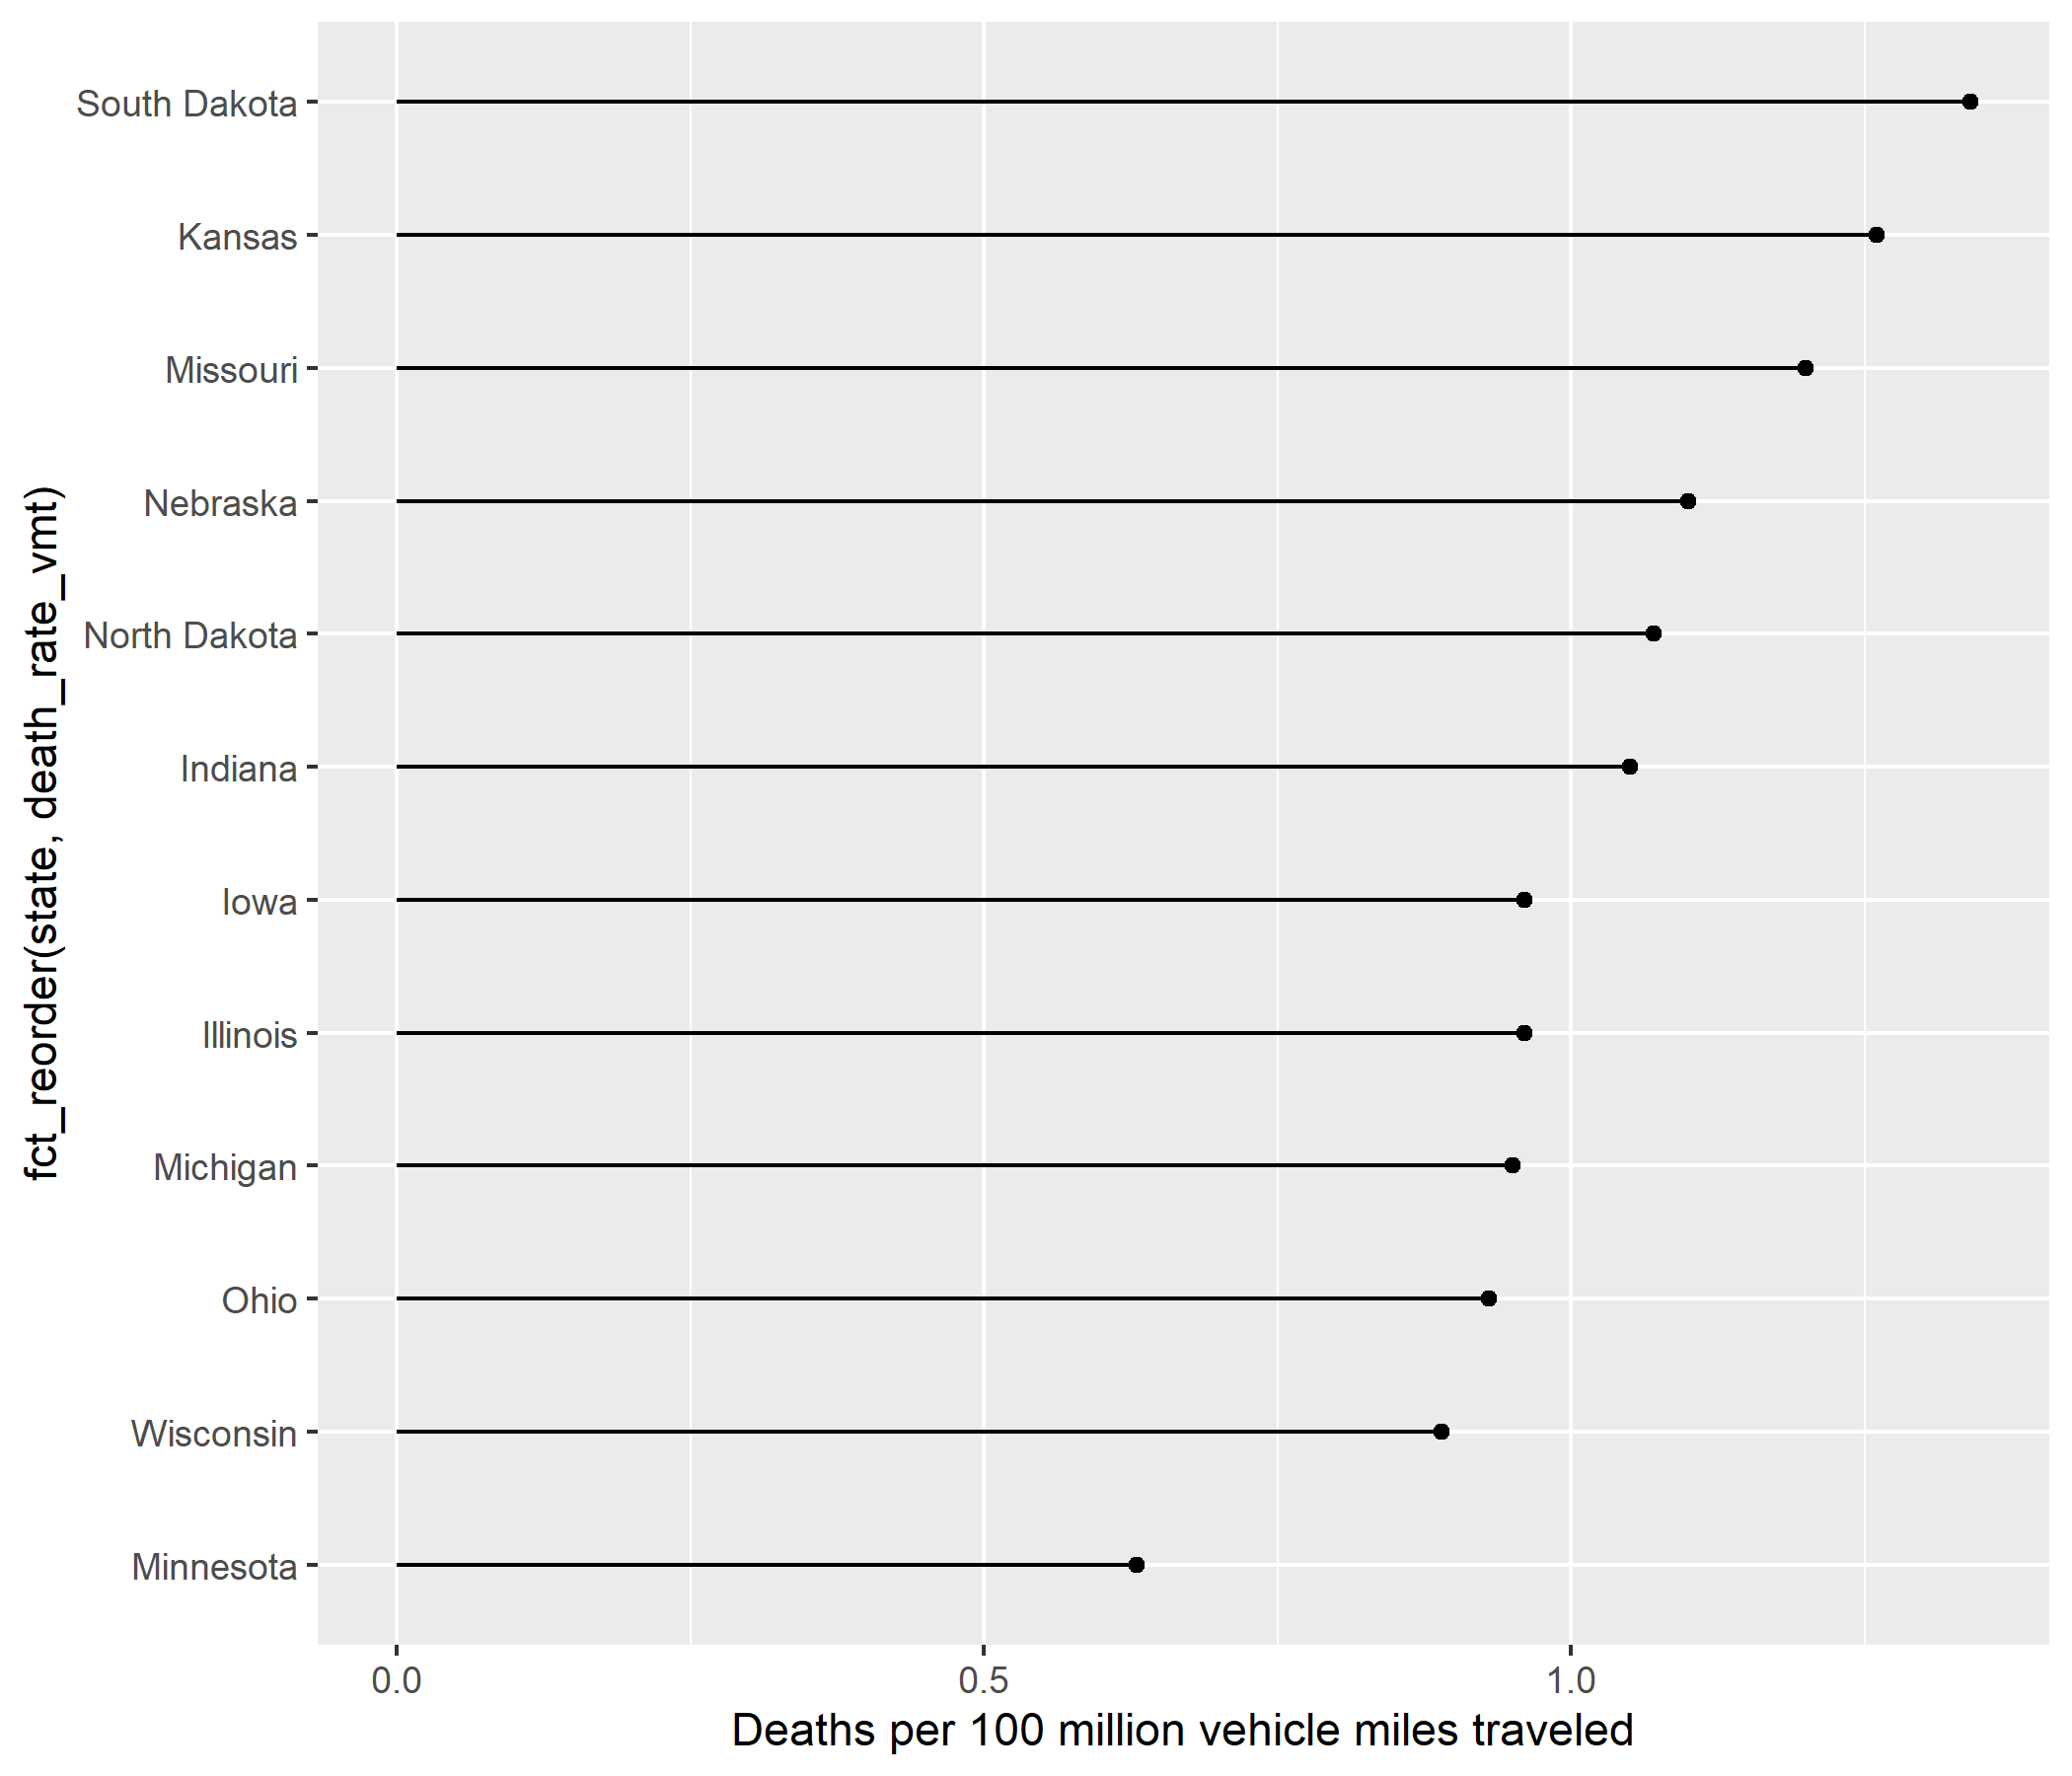 fct_reorder(state, death_rate_vmt)
South Dakota
Kansas
Missouri
Nebraska
North Dakota
Indiana
Iowa
Illinois
Michigan
Ohio
Wisconsin
Minnesota
0.0 0.5 1.0
Deaths per 100 million vehicle miles traveled